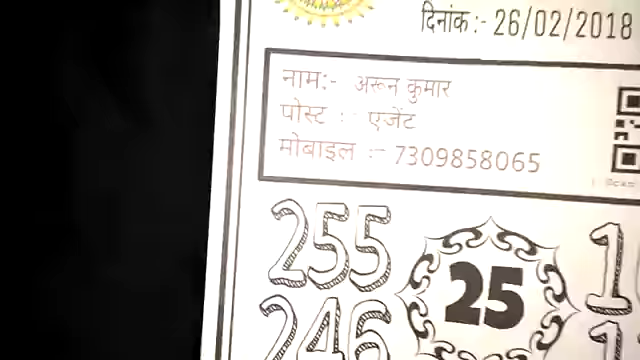 दिनांक :- 26/02/2018
नाम:- अरून कुमार
पोस्ट :- एजेंट
मोबाइल :- 7309858065
255
25
246